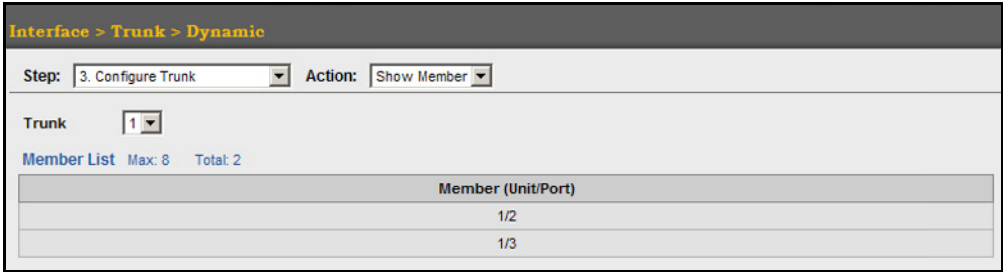 Interface > Trunk > Dynamic
Step: 3. Configure Trunk Action: Show Member
Trunk 1
Member List Max: 8 Total: 2
Member (Unit/Port)
1/2
1/3